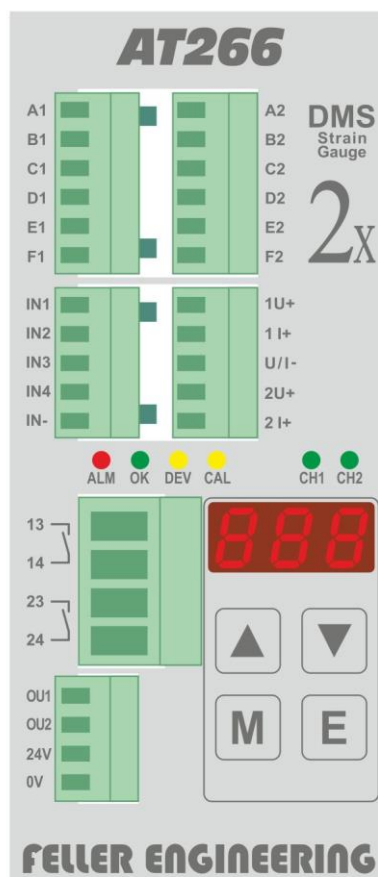 AT266
A1
B1
C1
D1
E1
F1
A2
B2
C2
D2
E2
F2
DMS
Strain
Gauge
2x
IN1
IN2
IN3
IN4
IN-
1U+
1 I+
U/I-
2U+
2 I+
ALM OK DEV CAL CH1 CH2
13
14
23
24
888
M E
OU1
OU2
24V
0V
FELLER ENGINEERING